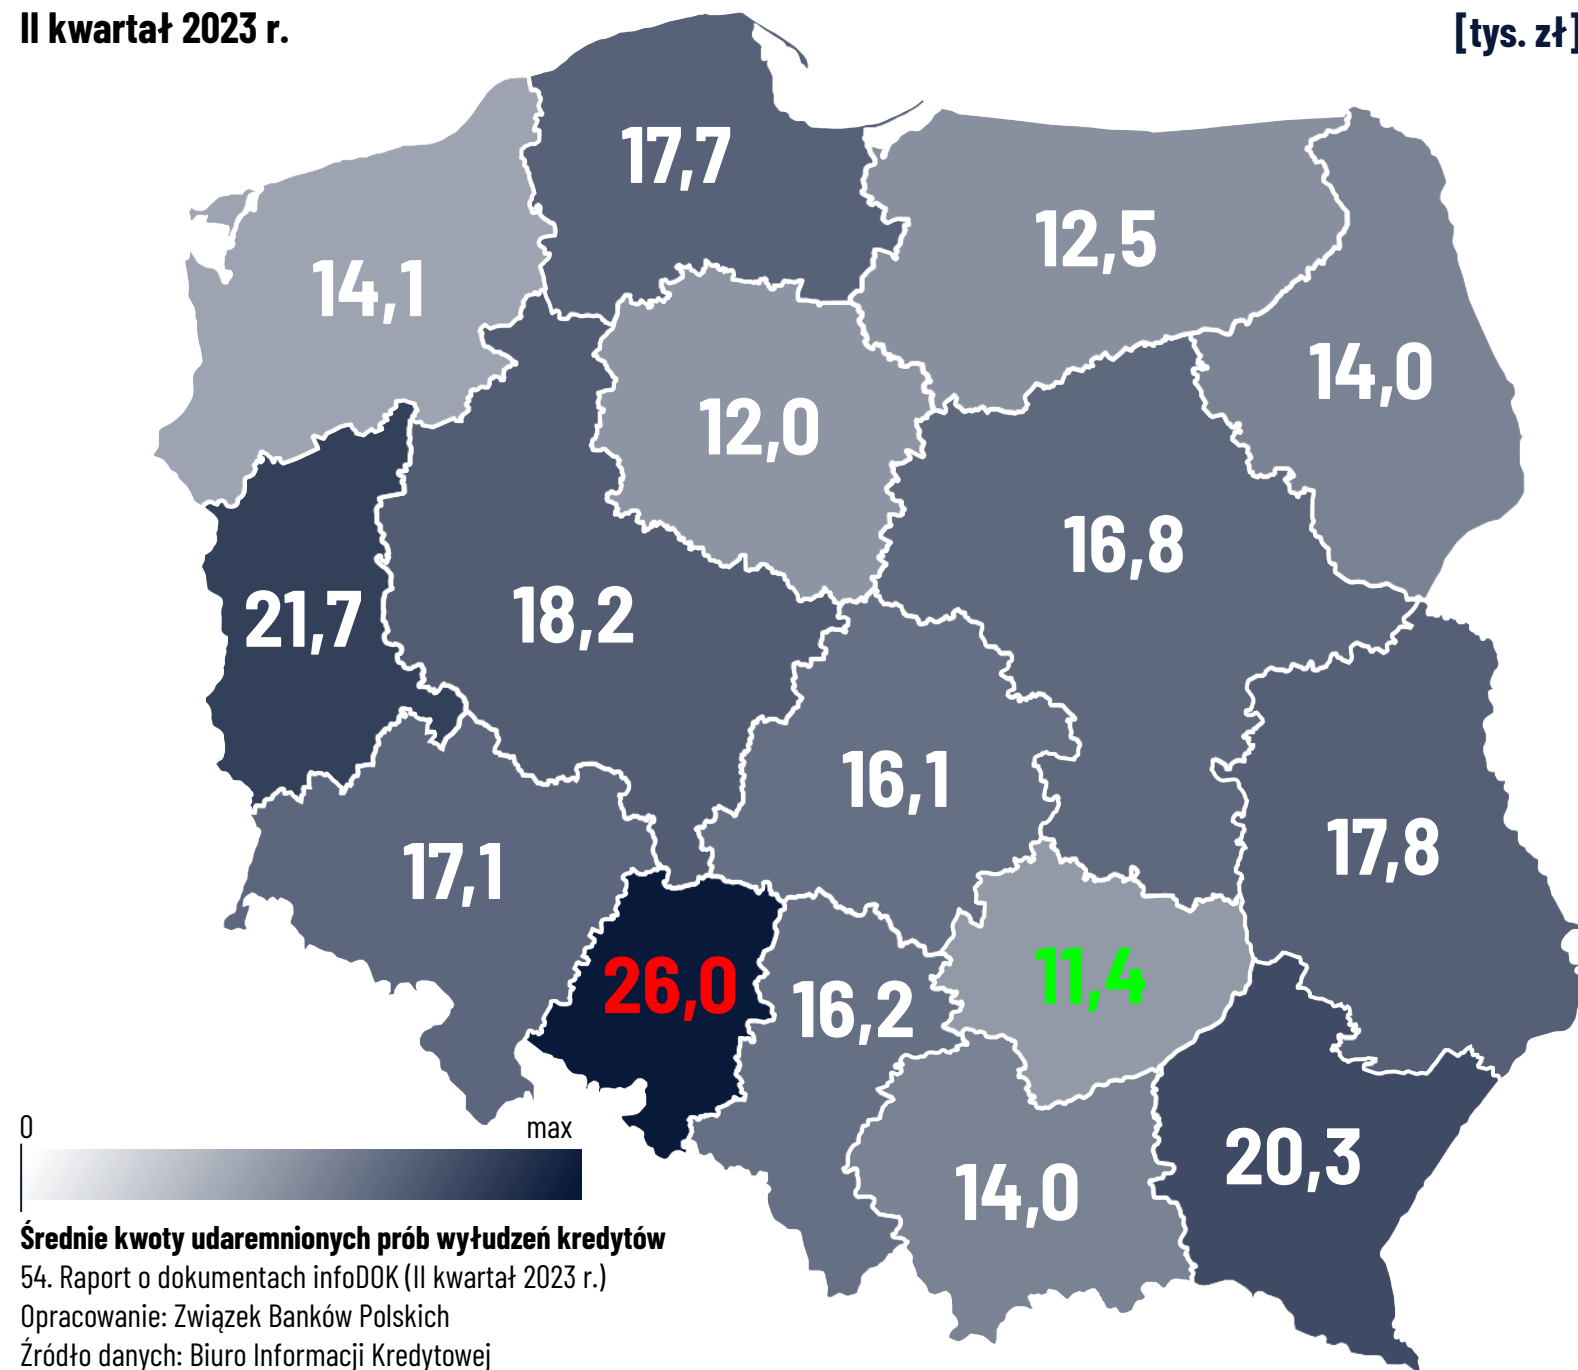 II kwartał 2023 r.
[tys. zł]
17,7
12,5
14,1
14,0
12,0
16,8
21,7
18,2
16,1
17,8
17,1
11,4
26,0
16,2
20,3
14,0
0 max
Średnie kwoty udaremnionych prób wyłudzeń kredytów
54. Raport o dokumentach infoDOK (II kwartał 2023 r.)
Opracowanie: Związek Banków Polskich
Źródło danych: Biuro Informacji Kredytowej